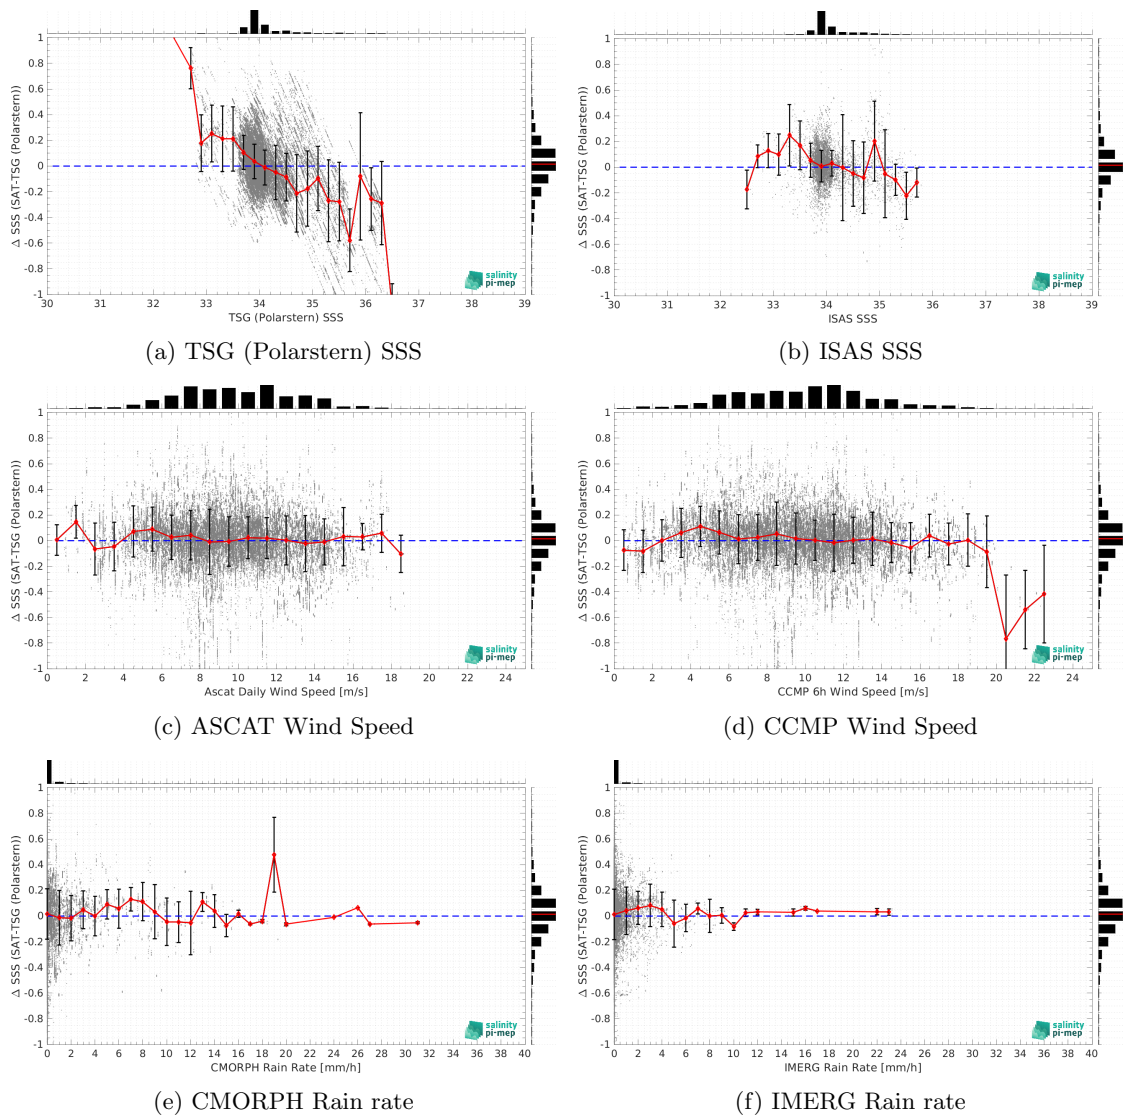 1
0.8
0.6
0.4
0.2
0
-0.2
-0.4
-0.6
-0.8
-1
Δ SSS (SAT-TSG (Polarstern))
30 31 32 33 34 35 36 37 38 39
TSG (Polarstern) SSS
salinity
pi-mep
(a) TSG (Polarstern) SSS
1
0.8
0.6
0.4
0.2
0
-0.2
-0.4
-0.6
-0.8
-1
Δ SSS (SAT-TSG (Polarstern))
30 31 32 33 34 35 36 37 38 39
ISAS SSS
salinity
pi-mep
(b) ISAS SSS
1
0.8
0.6
0.4
0.2
0
-0.2
-0.4
-0.6
-0.8
-1
Δ SSS (SAT-TSG (Polarstern))
0 2 4 6 8 10 12 14 16 18 20 22 24
Ascat Daily Wind Speed [m/s]
salinity
pi-mep
(c) ASCAT Wind Speed
1
0.8
0.6
0.4
0.2
0
-0.2
-0.4
-0.6
-0.8
-1
Δ SSS (SAT-TSG (Polarstern))
0 2 4 6 8 10 12 14 16 18 20 22 24
CCMP 6h Wind Speed [m/s]
salinity
pi-mep
(d) CCMP Wind Speed
1
0.8
0.6
0.4
0.2
0
-0.2
-0.4
-0.6
-0.8
-1
Δ SSS (SAT-TSG (Polarstern))
0 2 4 6 8 10 12 14 16 18 20 22 24 26 28 30 32 34 36 38 40
CMORPH Rain Rate [mm/h]
salinity
pi-mep
(e) CMORPH Rain rate
1
0.8
0.6
0.4
0.2
0
-0.2
-0.4
-0.6
-0.8
-1
Δ SSS (SAT-TSG (Polarstern))
0 2 4 6 8 10 12 14 16 18 20 22 24 26 28 30 32 34 36 38 40
IMERG Rain Rate [mm/h]
salinity
pi-mep
(f) IMERG Rain rate